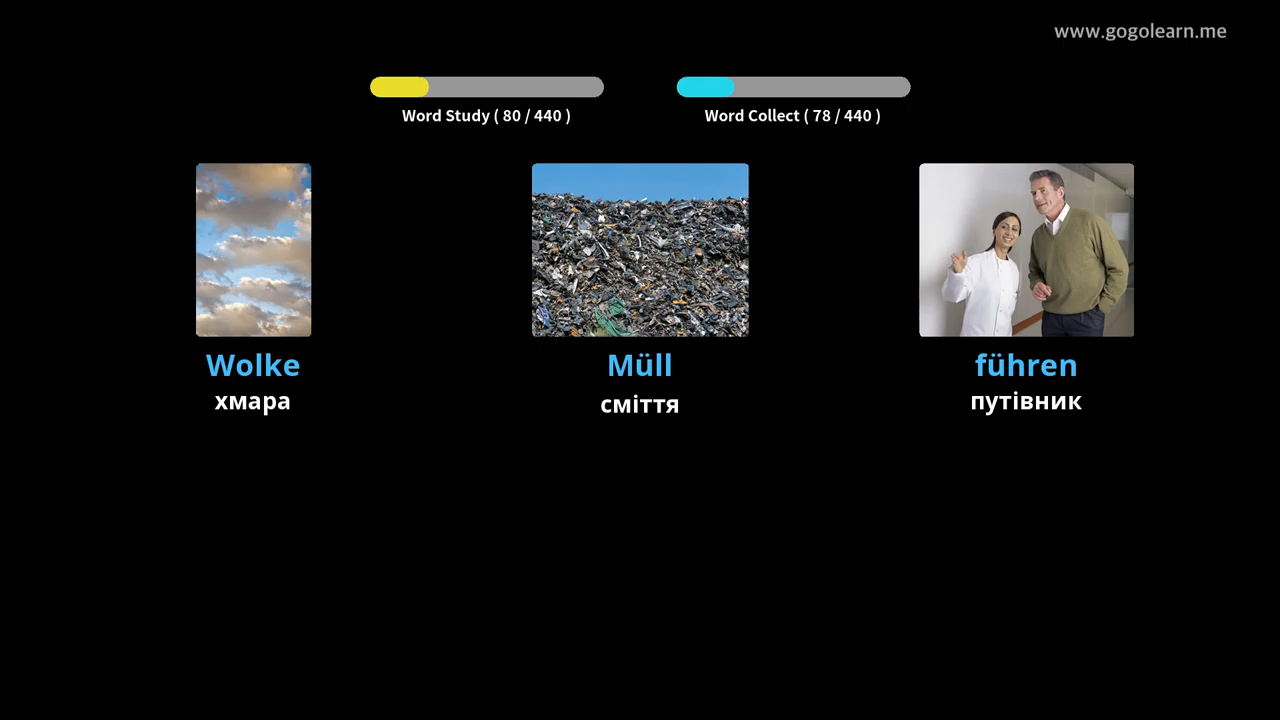 www.gogolearn.me
Word Study ( 80 / 440 )
Word Collect ( 78 / 440 )
Wolke
хмара
Müll
сміття
führen
путівник